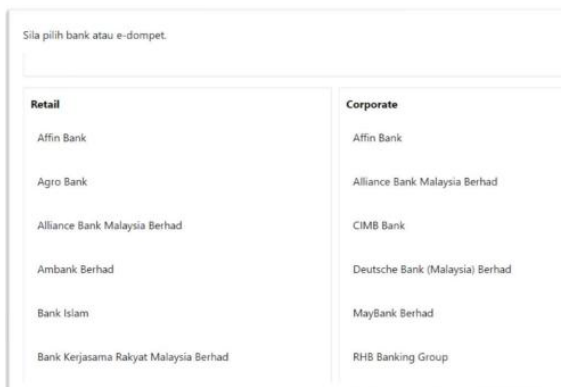 Sila pilih bank atau e-dompet.
Retail
Affin Bank
Agro Bank
Alliance Bank Malaysia Berhad
Ambank Berhad
Bank Islam
Bank Kerjasama Rakyat Malaysia Berhad
Corporate
Affin Bank
Alliance Bank Malaysia Berhad
CIMB Bank
Deutsche Bank (Malaysia) Berhad
MayBank Berhad
RHB Banking Group